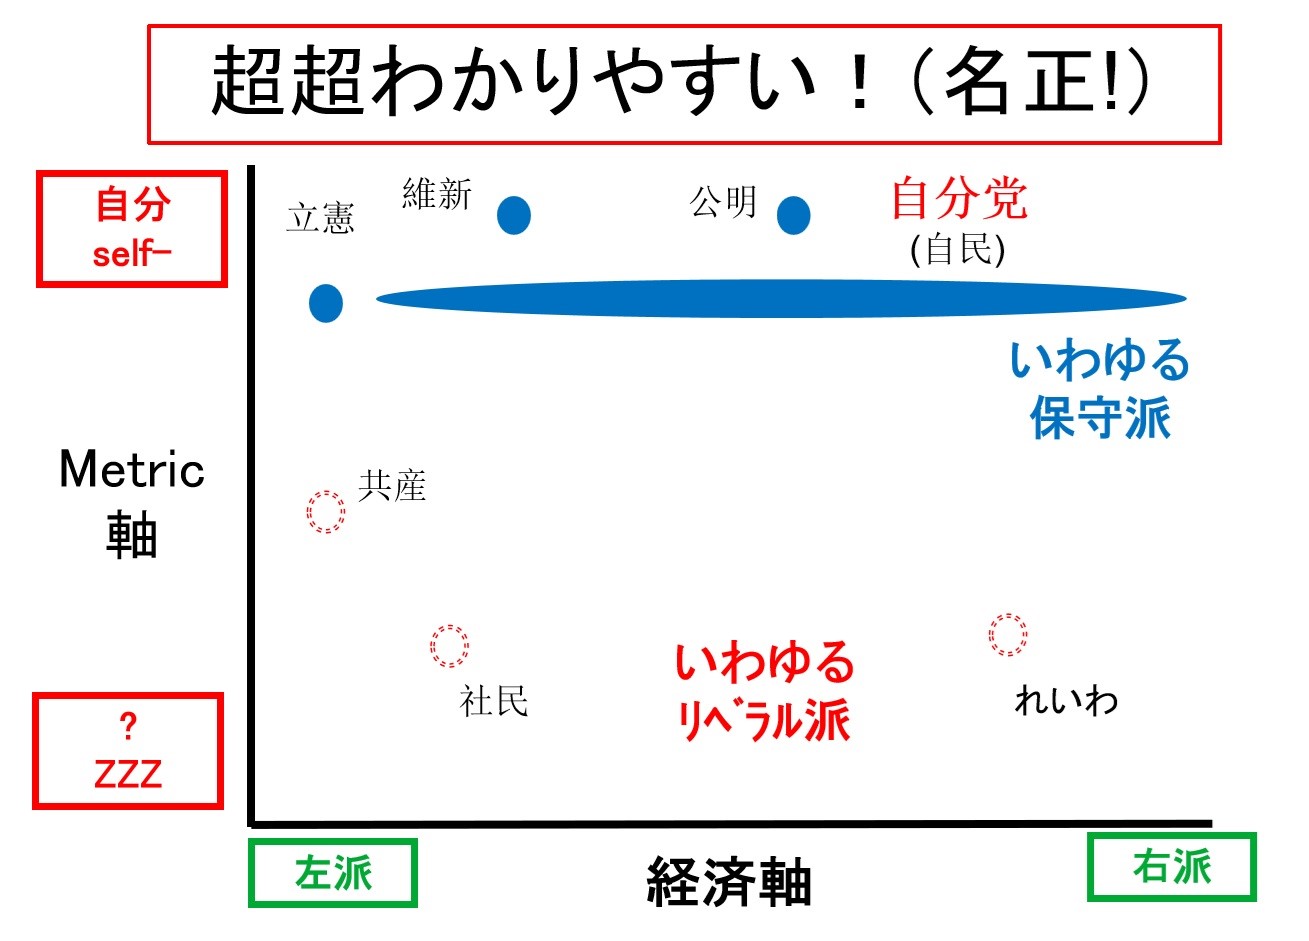 超超わかりやすい！（名正!）
自分
self-
立憲
維新
公明
自分党
(自民)
いわゆる
保守派
Metric
軸
共産
社民
いわゆる
ﾘﾍﾞﾗﾙ派
れいわ
?
ZZZ
左派
経済軸
右派